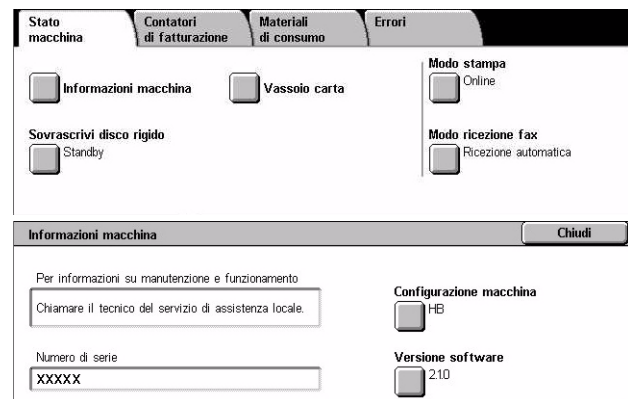 Stato macchina
Contatori di fatturazione
Materiali di consumo
Errori
Informazioni macchina
Vassoio carta
Modo stampa
Online
Sovrascrivi disco rigido
Standby
Modo ricezione fax
Ricezione automatica
Informazioni macchina
Chiudi
Per informazioni su manutenzione e funzionamento
Chiamare il tecnico del servizio di assistenza locale.
Configurazione macchina
HB
Numero di serie
XXXXX
Versione software
2.1.0